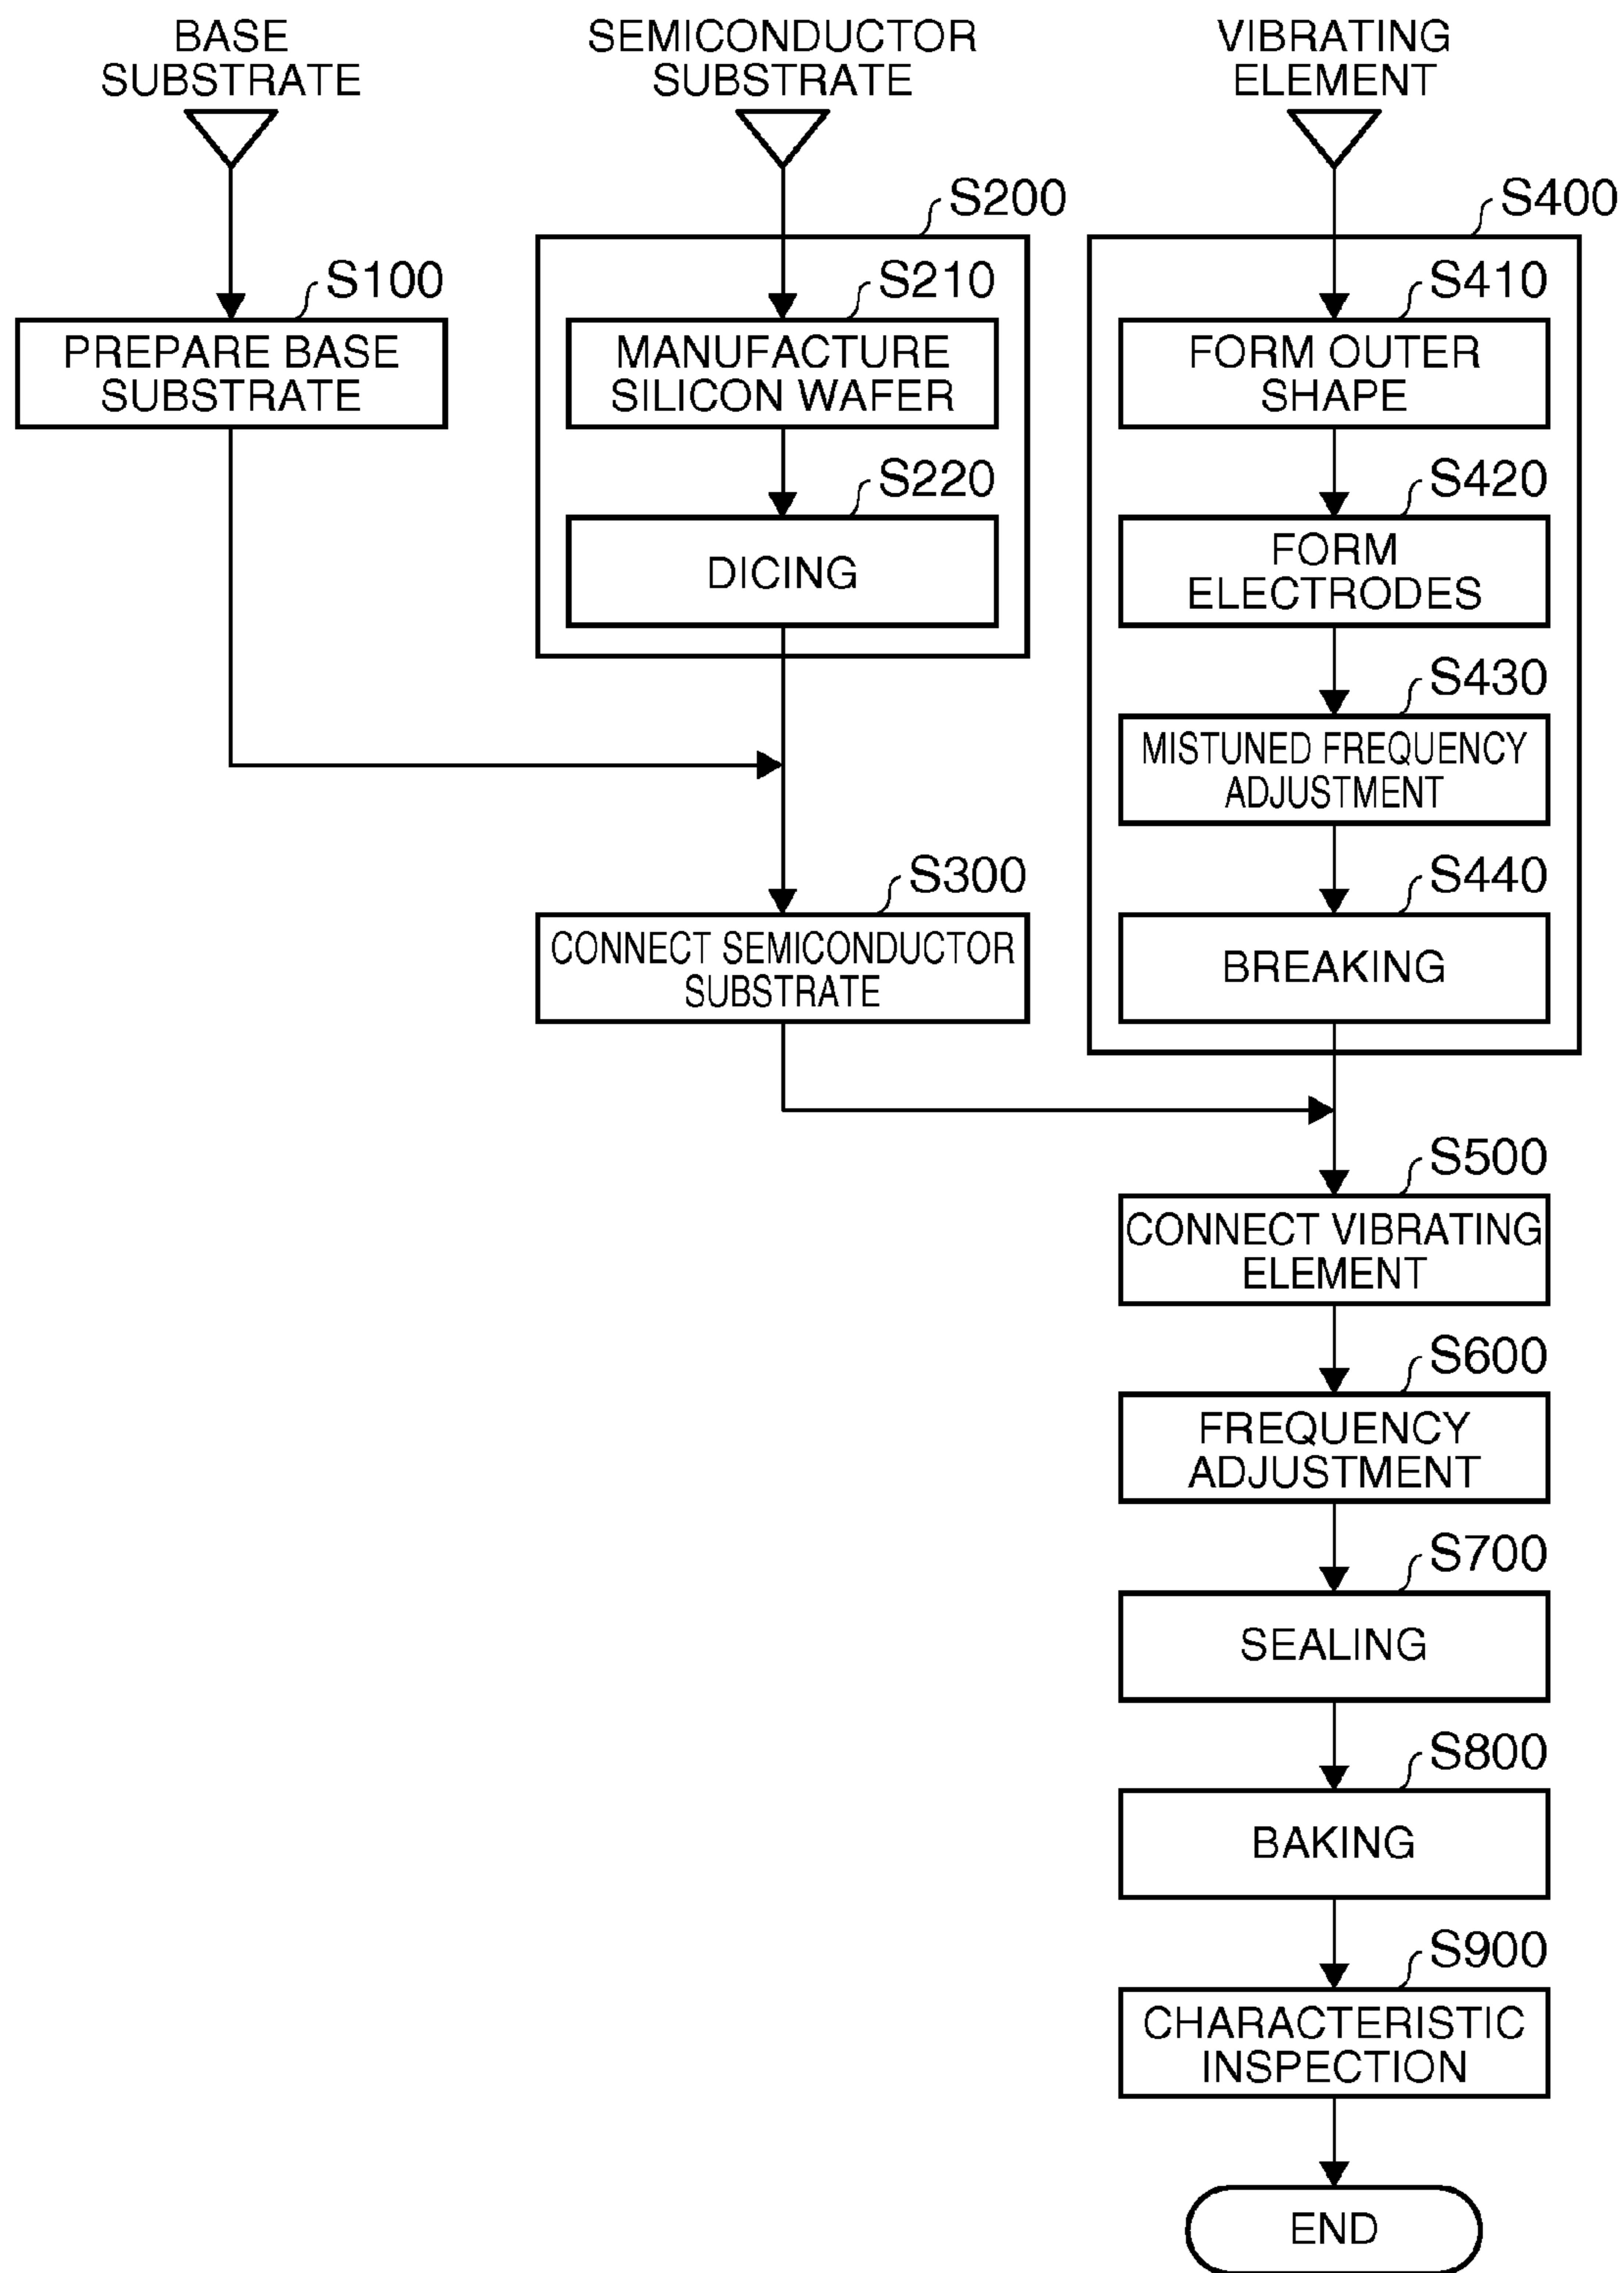 BASE
SUBSTRATE
SEMICONDUCTOR
SUBSTRATE
VIBRATING
ELEMENT
S200
S400
S100
PREPARE BASE
SUBSTRATE
S210
MANUFACTURE
SILICON WAFER
S220
DICING
S300
CONNECT SEMICONDUCTOR
SUBSTRATE
S410
FORM OUTER
SHAPE
S420
FORM
ELECTRODES
S430
MISTUNED FREQUENCY
ADJUSTMENT
S440
BREAKING
S500
CONNECT VIBRATING
ELEMENT
S600
FREQUENCY
ADJUSTMENT
S700
SEALING
S800
BAKING
S900
CHARACTERISTIC
INSPECTION
END